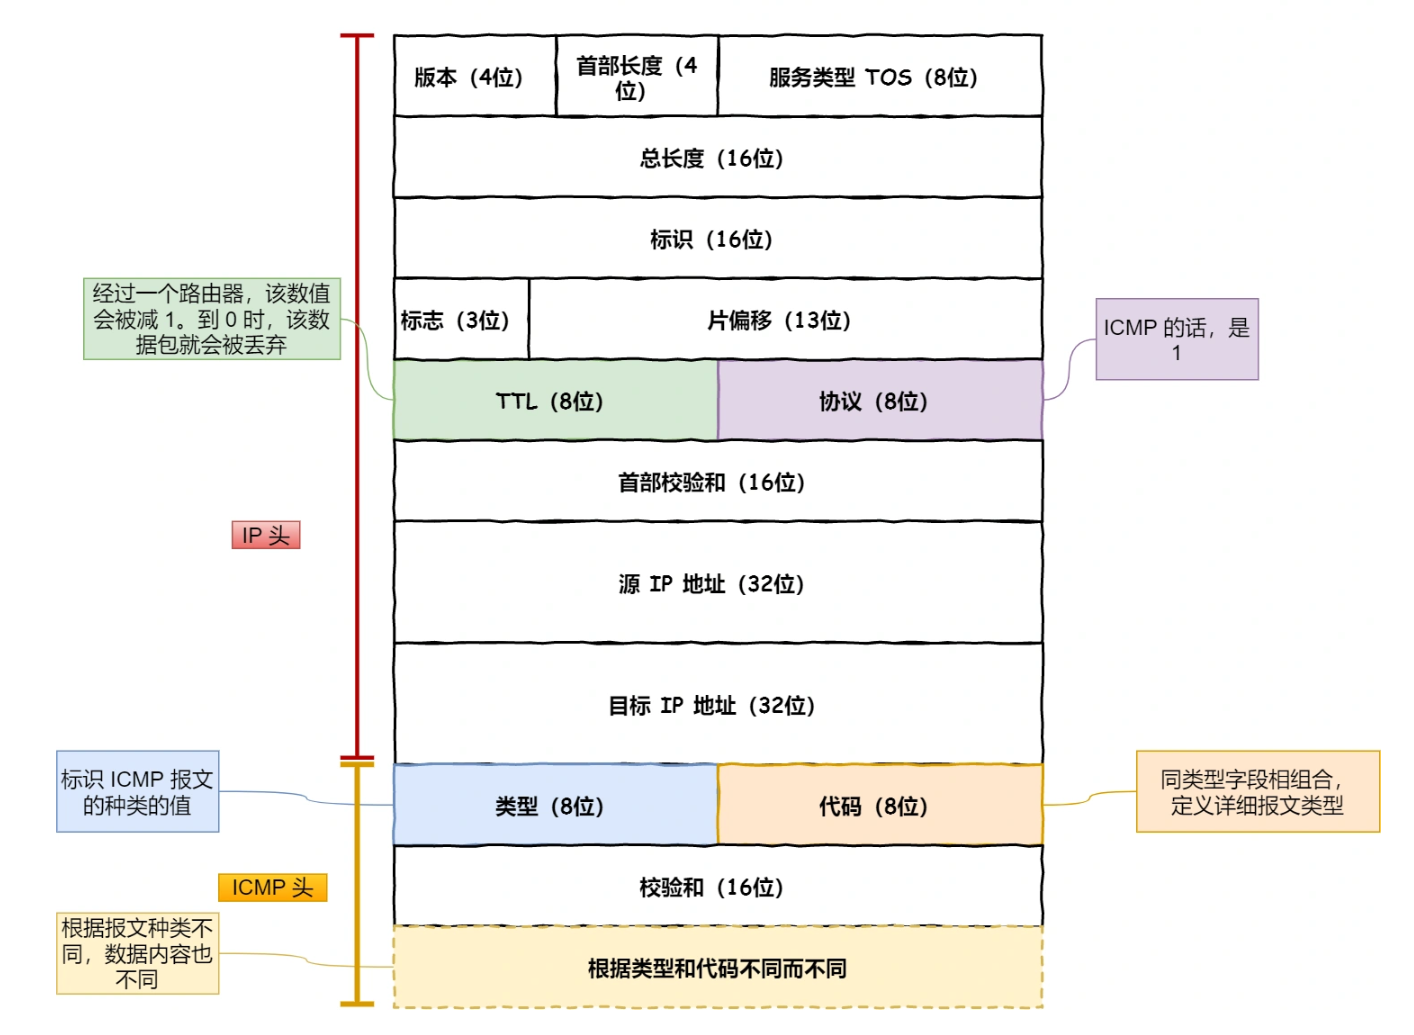 版本（4位）
首部长度（4
位）
服务类型 TOS（8位）
总长度（16位）
标识（16位）
经过一个路由器，该数值
会被减 1。到 0 时，该数
据包就会被丢弃
标志（3位）
片偏移（13位）
ICMP 的话，是
1
TTL（8位）
协议（8位）
首部校验和（16位）
IP 头
源 IP 地址（32位）
目标 IP 地址（32位）
标识 ICMP 报文
的种类的值
类型（8位）
代码（8位）
同类型字段相组合，
定义详细报文类型
ICMP 头
校验和（16位）
根据报文种类不
同，数据内容也
不同
根据类型和代码不同而不同